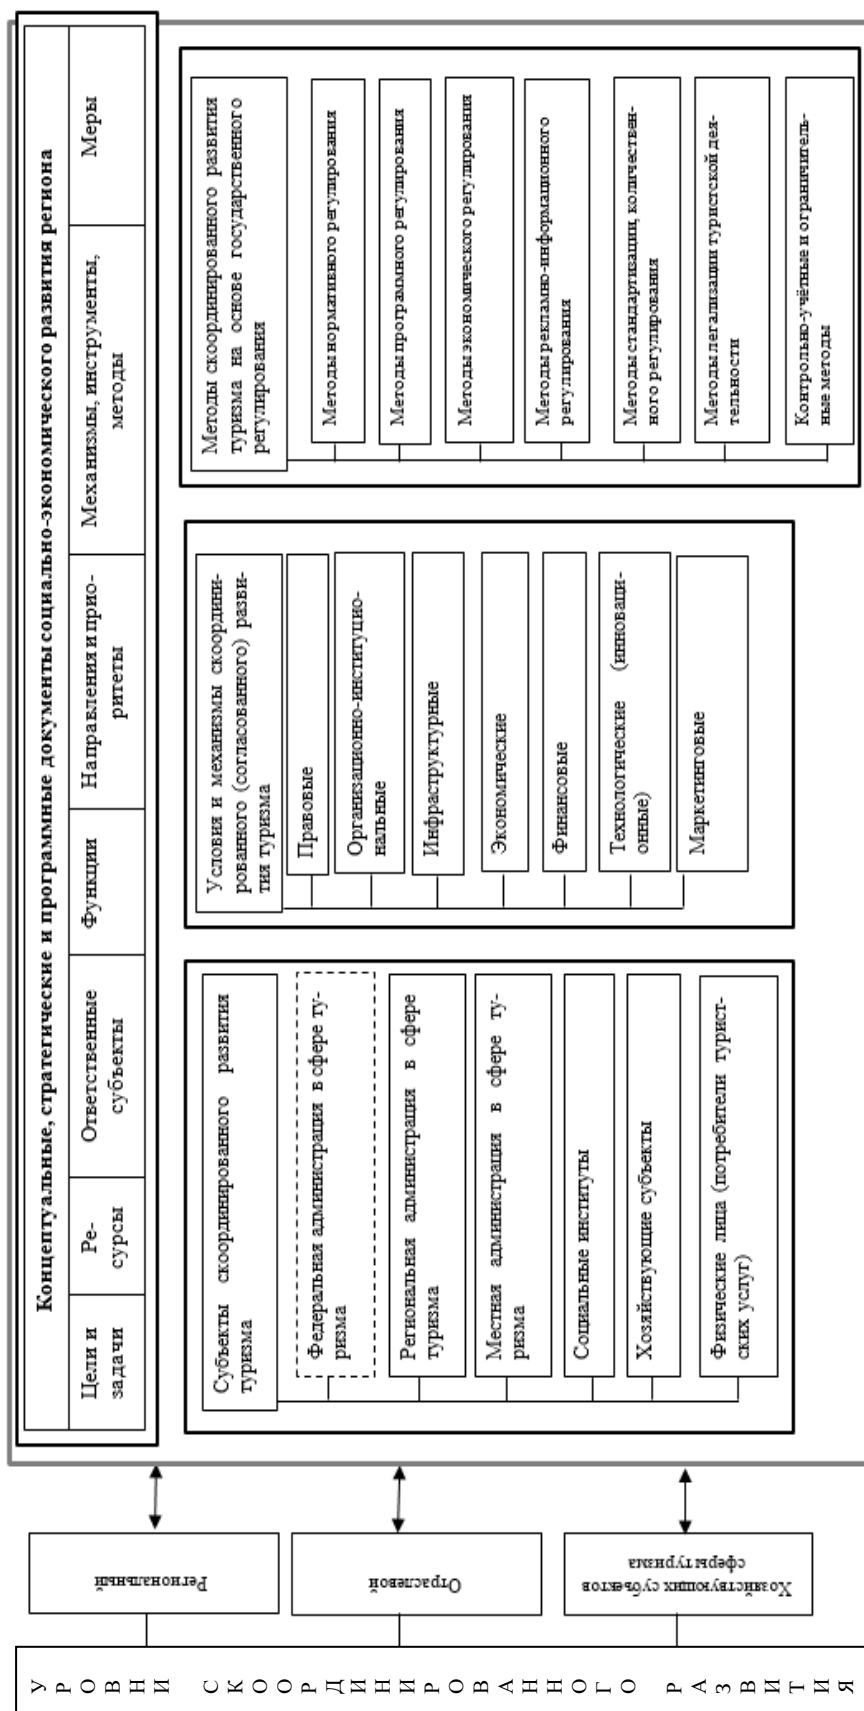 Концептуальные, стратегические и программные документы социально-экономического развития региона
Цели и
задачи
Ре-
сурсы
Ответственные
субъекты
Функции
Направления и прио-
ритеты
Механизмы, инструменты,
методы
Меры
Субъекты скоординированного развития
туризма
Федеральная администрация в сфере ту-
ризма
Региональная администрация в сфере
туризма
Местная администрация в сфере ту-
ризма
Социальные институты
Хозяйствующие субъекты
Физические лица (потребители турист-
ских услуг)
Условия и механизмы скоордини-
рованного (согласованного) разви-
тия туризма
Правовые
Организационно-институцио-
нальные
Инфраструктурные
Экономические
Финансовые
Технологические (инноваци-
онные)
Маркетинговые
Методы скоординированного развития
туризма на основе государственного
регулирования
Методы нормативного регулирования
Методы программного регулирования
Методы экономического регулирования
Методы рекламно-информационного
регулирования
Методы стандартизации, количествен-
ного регулирования
Методы легализации туристской дея-
тельности
Контрольно-учётные и ограничитель-
ные методы
Региональный
Отраслевой
Хозяйствующих субъектов
сферы туризма
УРОВНИ СКООРДИНИРОВАННОГО РАЗВИТИЯ